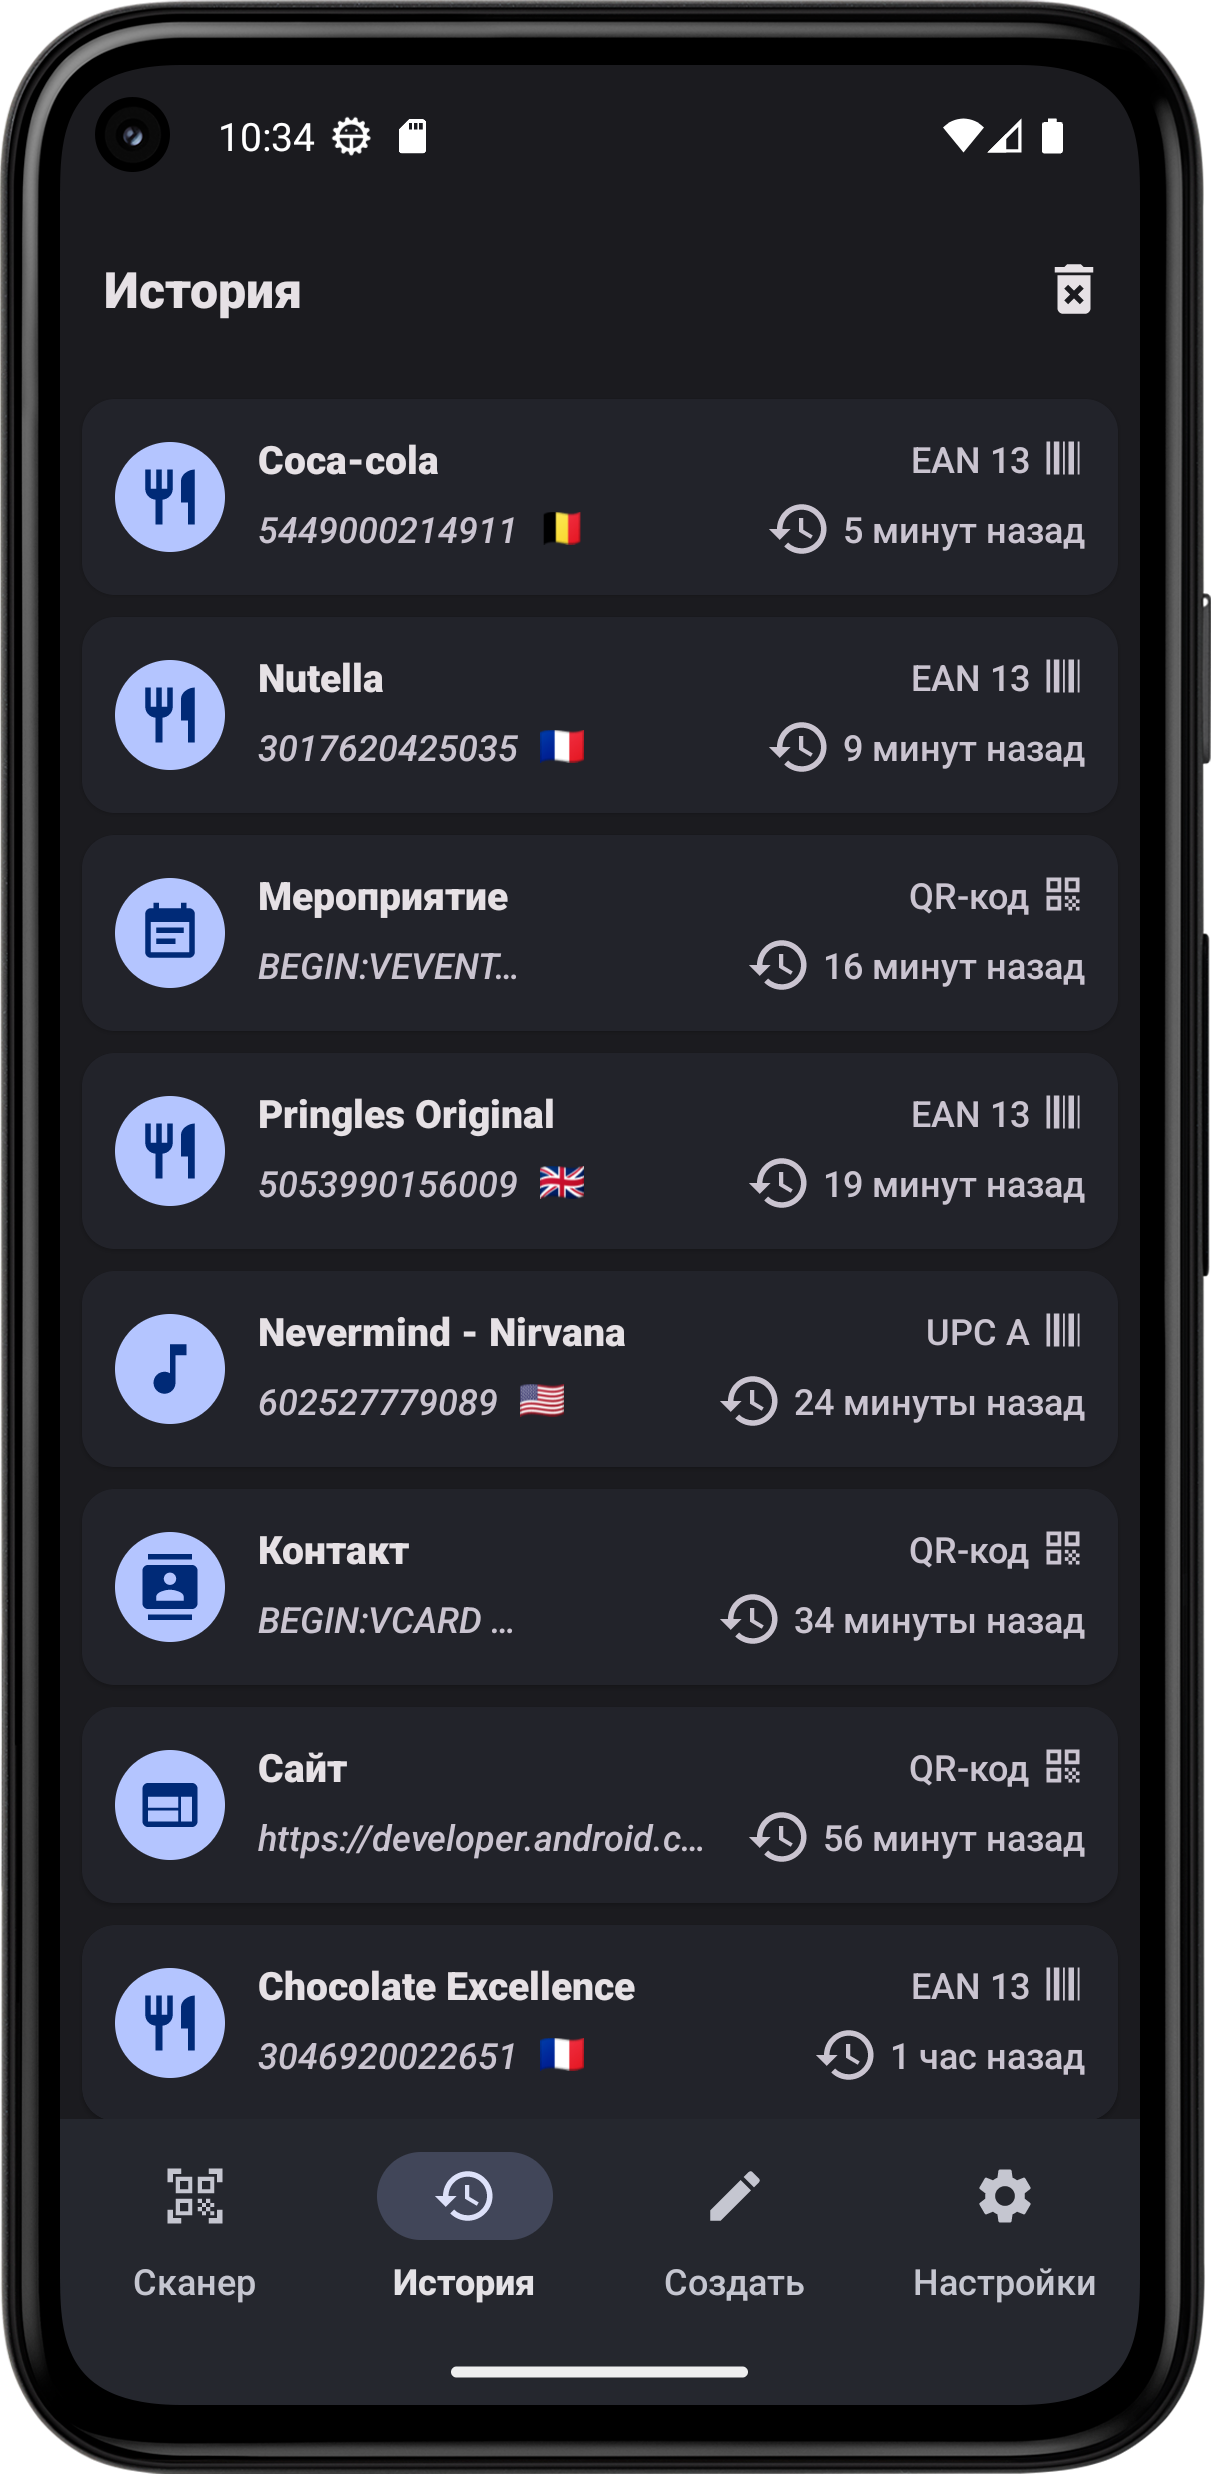 10:34
История
Coca-cola EAN 13
5449000214911 5 минут назад
Nutella EAN 13
3017620425035 9 минут назад
Мероприятие QR-код
BEGIN:VEVENT... 16 минут назад
Pringles Original EAN 13
5053990156009 19 минут назад
Nevermind - Nirvana UPC A
602527779089 24 минуты назад
Контакт QR-код
BEGIN:VCARD ... 34 минуты назад
Сайт QR-код
https://developer.android.c... 56 минут назад
Chocolate Excellence EAN 13
3046920022651 1 час назад
Сканер История Создать Настройки